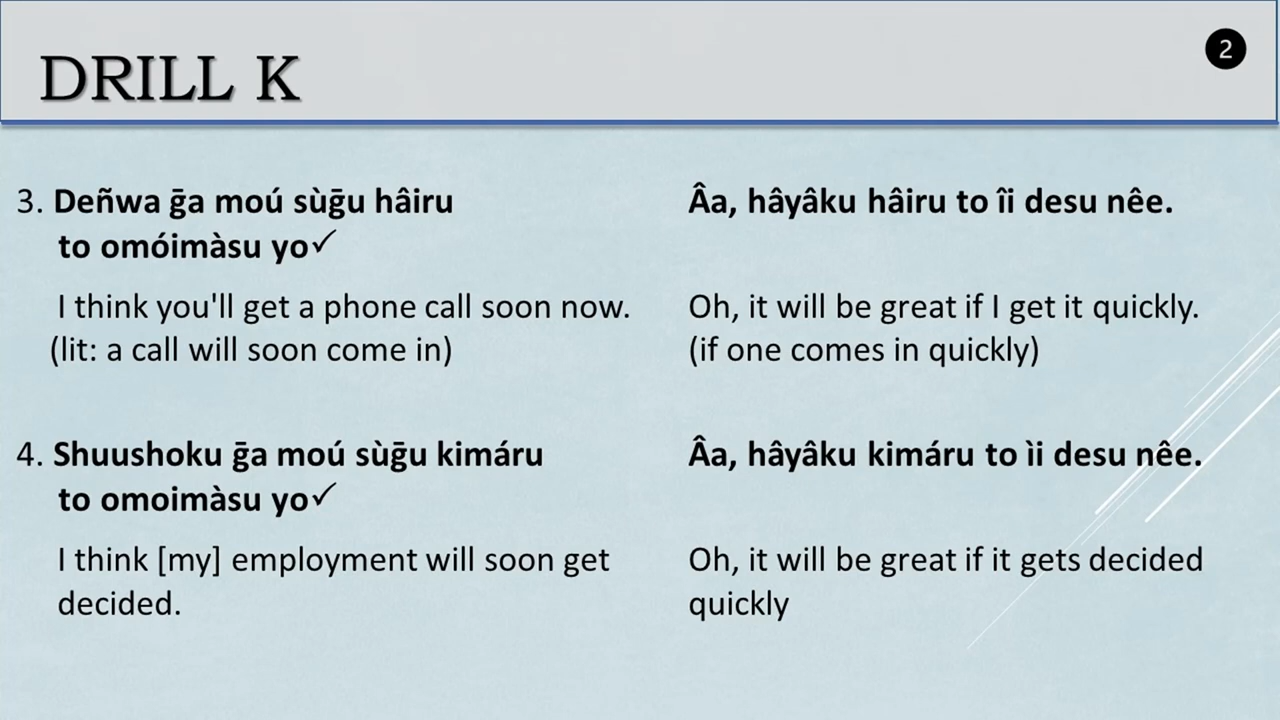 DRILL K
2
3. Deñwa ḡa moú sùḡu hâiru
to omóimàsu yo✓
Âa, hâyâku hâiru to îi desu nêe.
I think you'll get a phone call soon now.
(lit: a call will soon come in)
Oh, it will be great if I get it quickly.
(if one comes in quickly)
4. Shuushoku ḡa moú sùḡu kimáru
to omoimàsu yo✓
Âa, hâyâku kimáru to ìi desu nêe.
I think [my] employment will soon get
decided.
Oh, it will be great if it gets decided
quickly